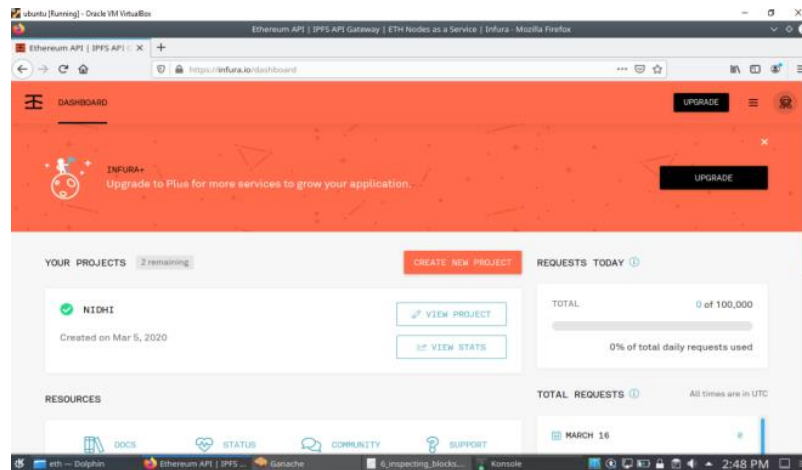 ubuntu [Running] - Oracle VM VirtualBox
Ethereum API | IPFS API Gateway | ETH Nodes as a Service | Infura - Mozilla Firefox
Ethereum API | IPFS API G
https://infura.io/dashboard
DASHBOARD
UPGRADE
INFURA+
Upgrade to Plus for more services to grow your application.
UPGRADE
YOUR PROJECTS 2 remaining
CREATE NEW PROJECT
REQUESTS TODAY
NIDHI
Created on Mar 5, 2020
VIEW PROJECT
VIEW STATS
TOTAL 0 of 100,000
0% of total daily requests used
RESOURCES
TOTAL REQUESTS All times are in UTC
DOCS STATUS COMMUNITY SUPPORT
MARCH 16
eth — Dolphin Ethereum API | IPFS ... Ganache 6_inspecting_blocks.... Konsole 2:48 PM